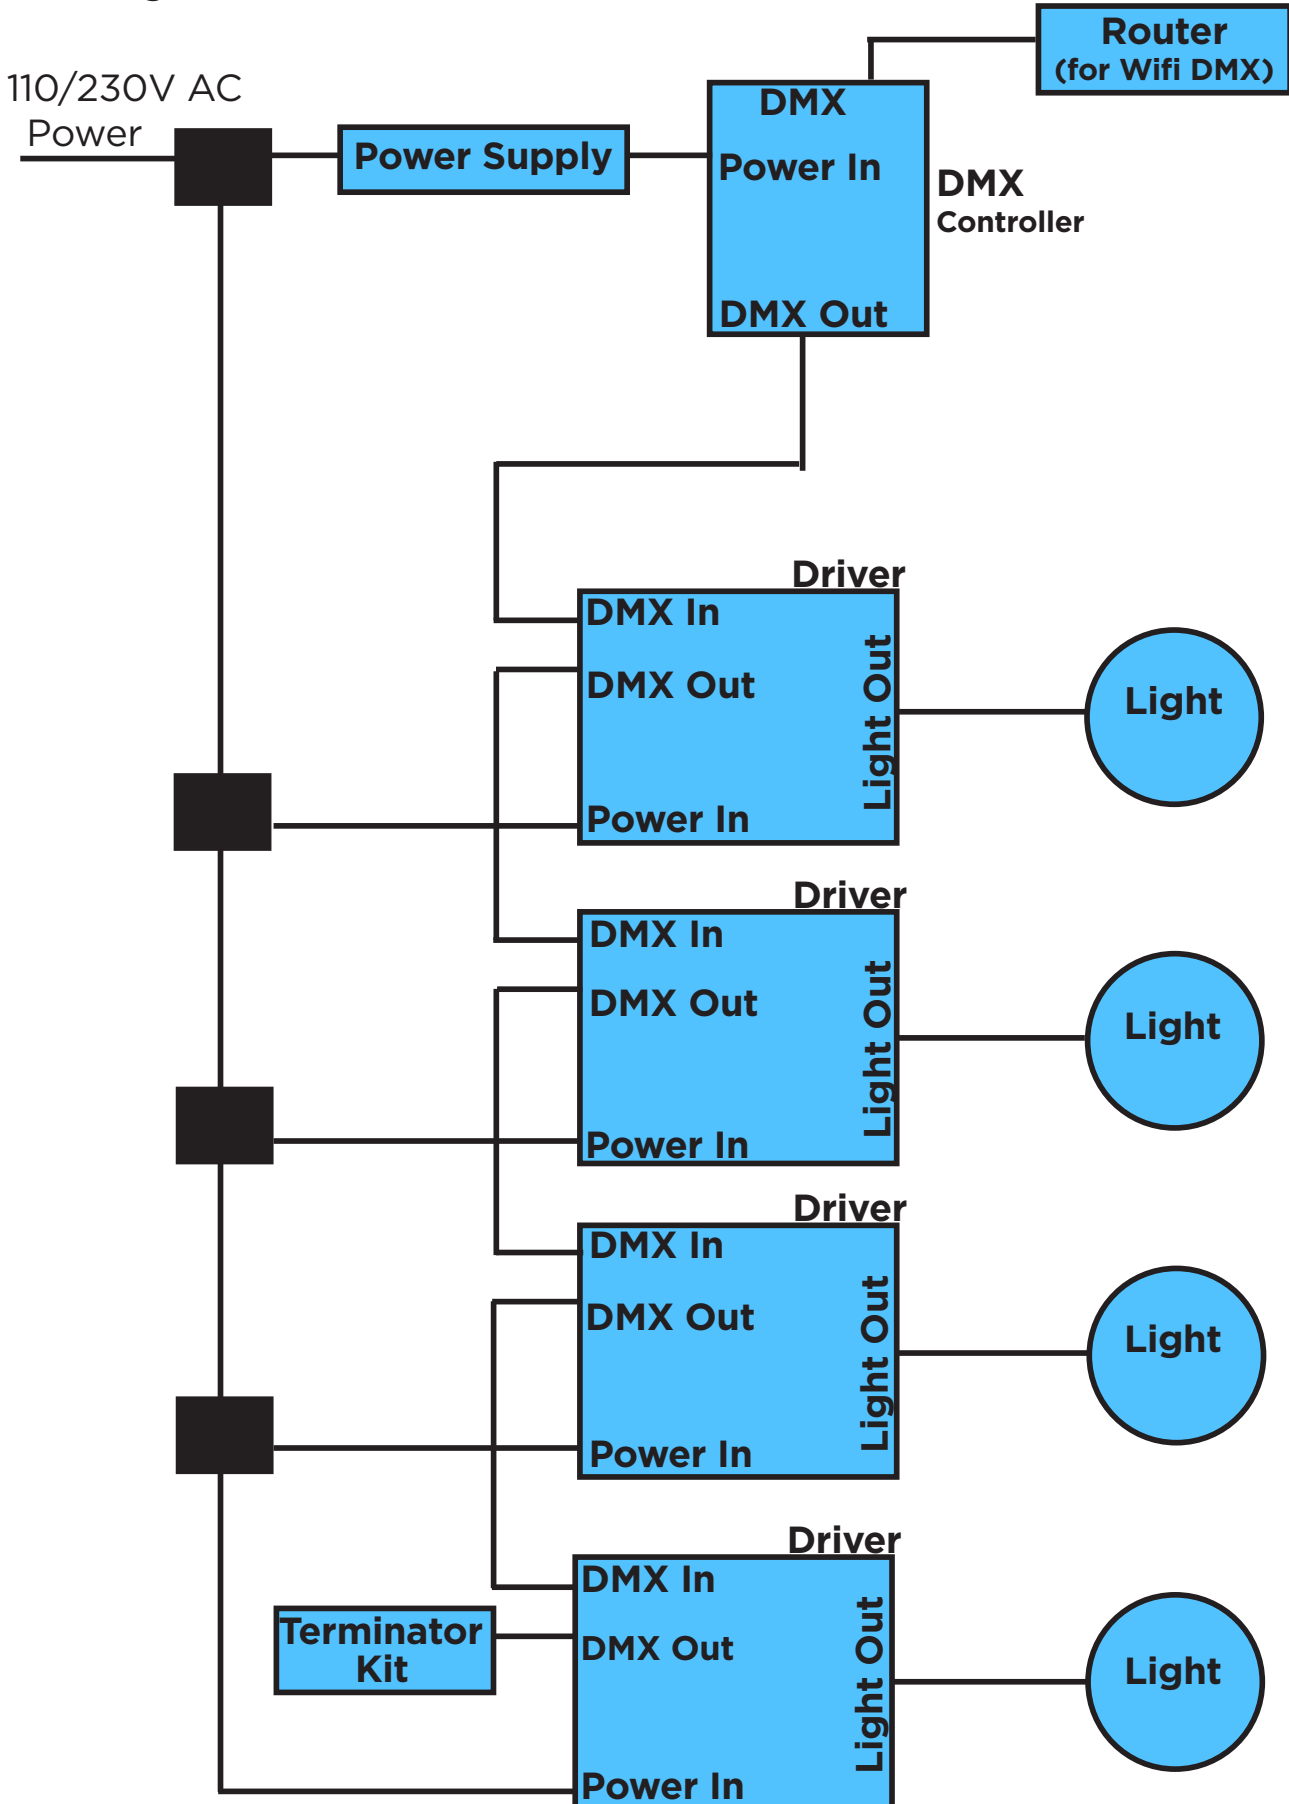 Router
(for Wifi DMX)
110/230V AC
Power
Power Supply
DMX
Power In
DMX Out
DMX
Controller
Driver
DMX In
DMX Out
Power In
Light Out
Light
Driver
DMX In
DMX Out
Power In
Light Out
Light
Driver
DMX In
DMX Out
Power In
Light Out
Light
Driver
DMX In
DMX Out
Power In
Light Out
Light
Terminator
Kit